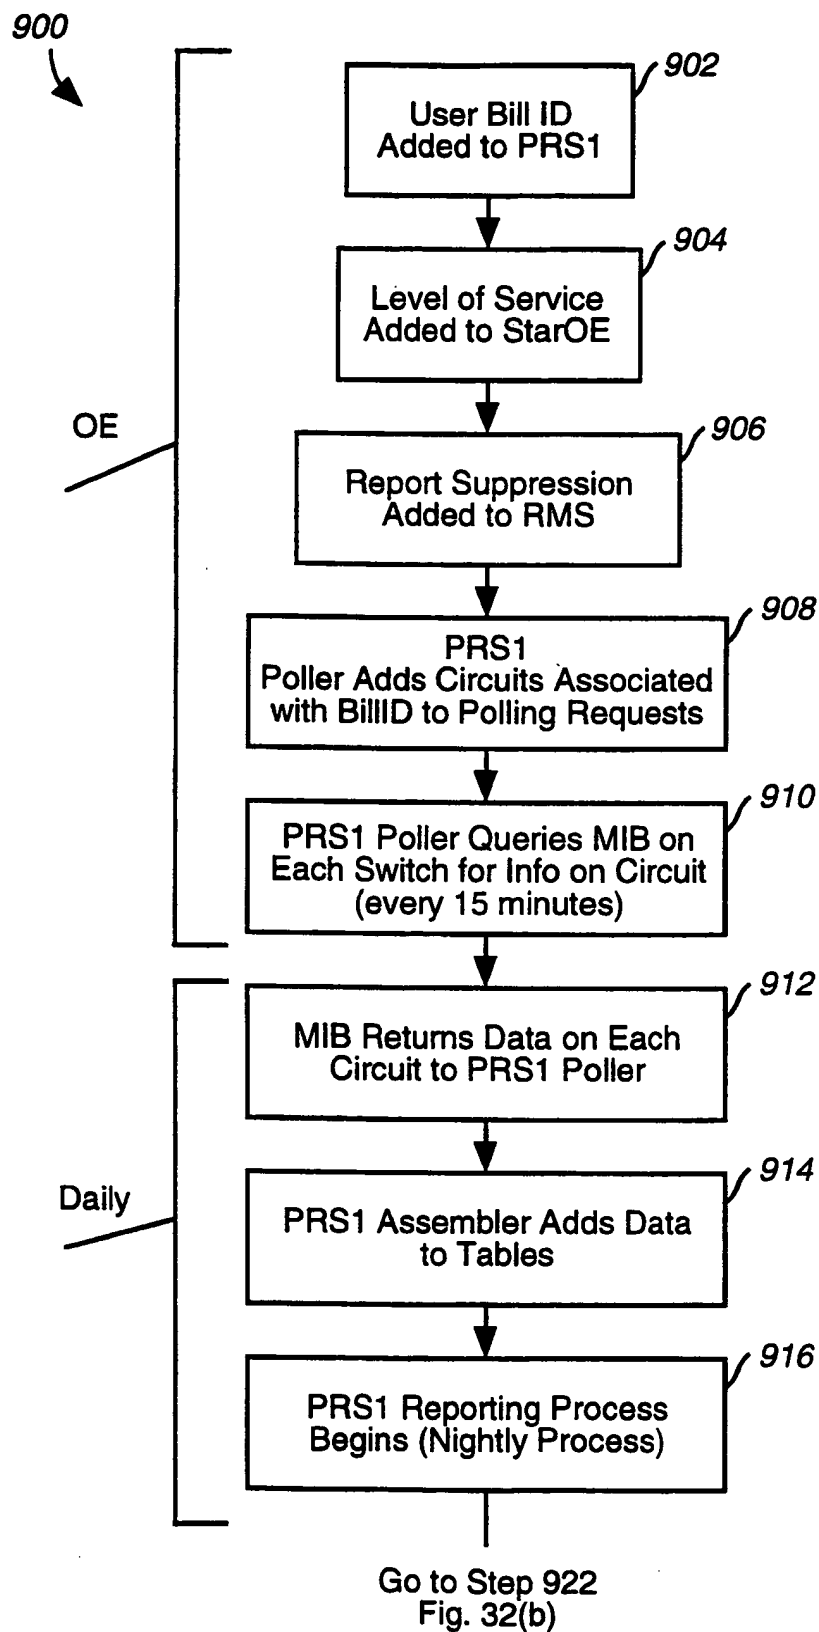 900
902
User Bill ID
Added to PRS1
904
Level of Service
Added to StarOE
OE
906
Report Suppression
Added to RMS
908
PRS1
Poller Adds Circuits Associated
with BillID to Polling Requests
910
PRS1 Poller Queries MIB on
Each Switch for Info on Circuit
(every 15 minutes)
912
MIB Returns Data on Each
Circuit to PRS1 Poller
914
Daily
PRS1 Assembler Adds Data
to Tables
916
PRS1 Reporting Process
Begins (Nightly Process)
Go to Step 922
Fig. 32(b)